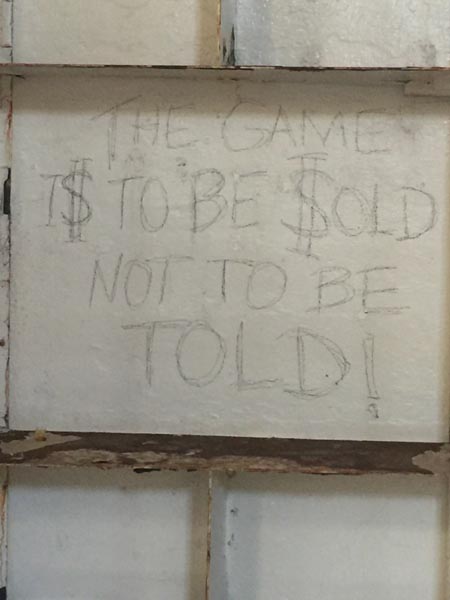 THE GAME
I$ TO BE $OLD
NOT TO BE
TOLD!